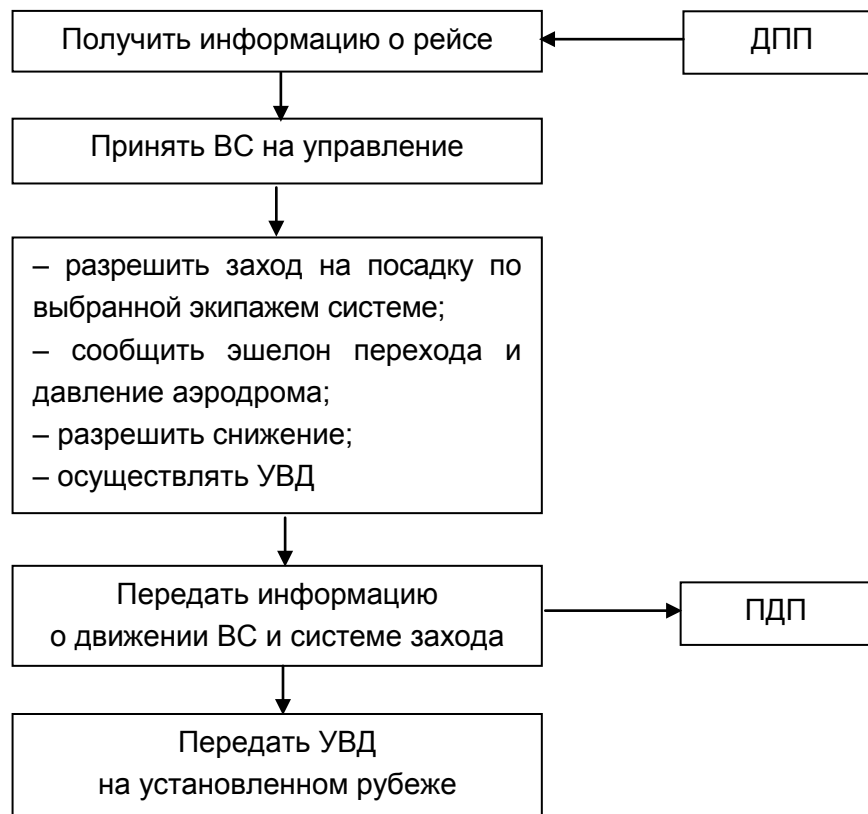 Получить информацию о рейсе
ДПП
Принять ВС на управление
– разрешить заход на посадку по
выбранной экипажем системе;
– сообщить эшелон перехода и
давление аэродрома;
– разрешить снижение;
– осуществлять УВД
Передать информацию
о движении ВС и системе захода
ПДП
Передать УВД
на установленном рубеже